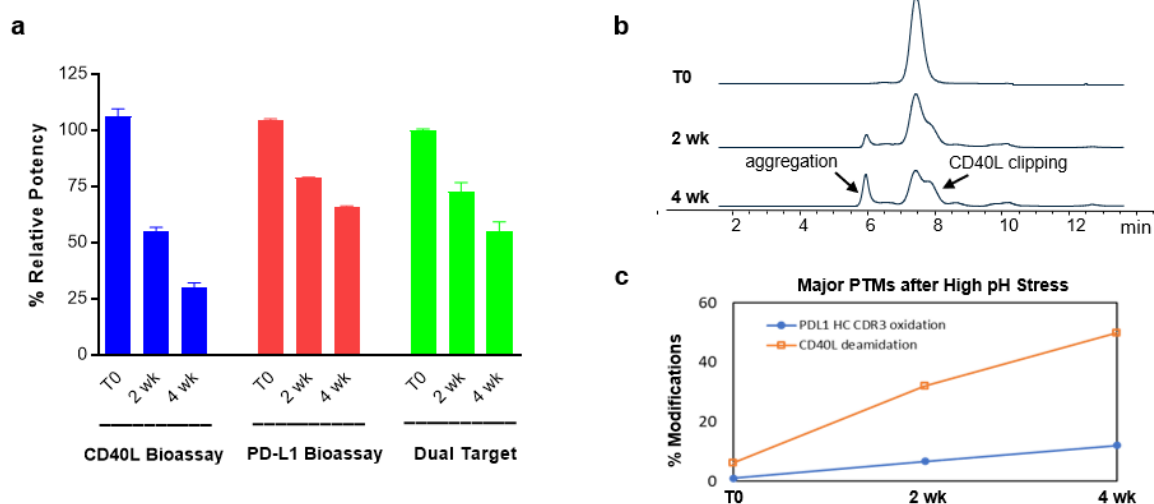 a
% Relative Potency
125
100
75
50
25
0
T0
2 wk
4 wk
T0
2 wk
4 wk
T0
2 wk
4 wk
CD40L Bioassay
PD-L1 Bioassay
Dual Target
b
T0
2 wk
aggregation
CD40L clipping
4 wk
2 4 6 8 10 12 min
c
Major PTMs after High pH Stress
% Modifications
60
40
20
0
PDL1 HC CDR3 oxidation
CD40L deamidation
T0 2 wk 4 wk